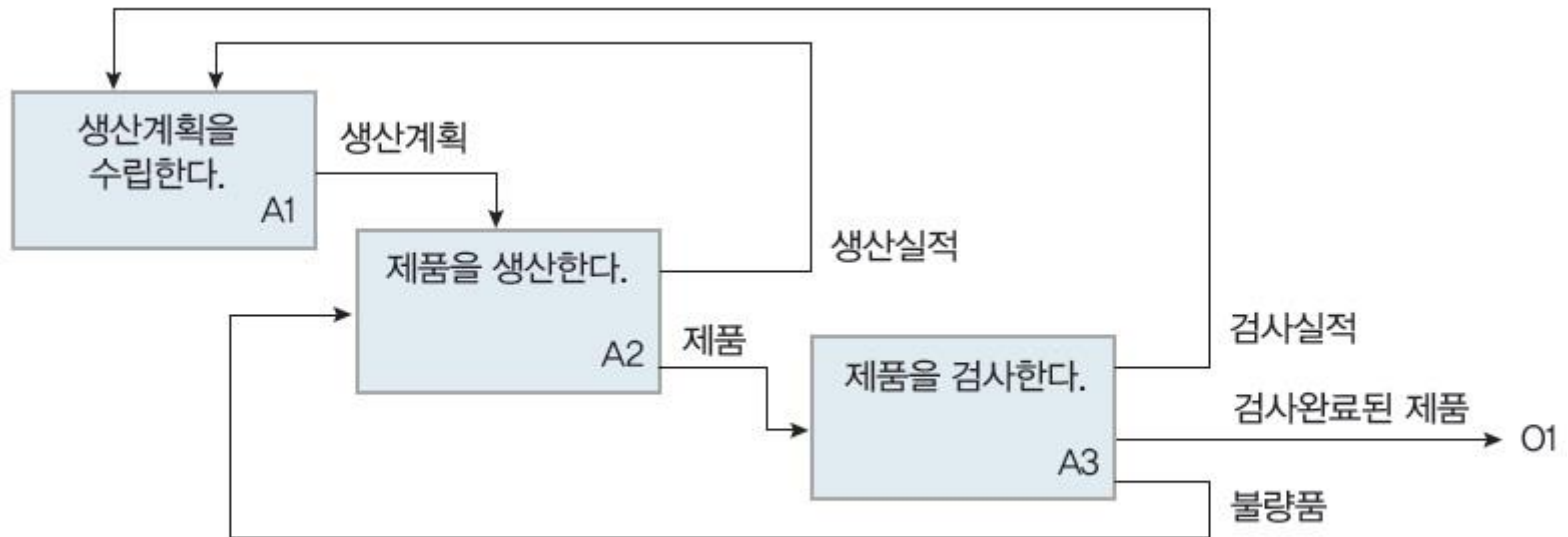 생산계획을
수립한다.
A1
생산계획
제품을 생산한다.
A2
생산실적
제품
제품을 검사한다.
A3
검사실적
검사완료된 제품
O1
불량품